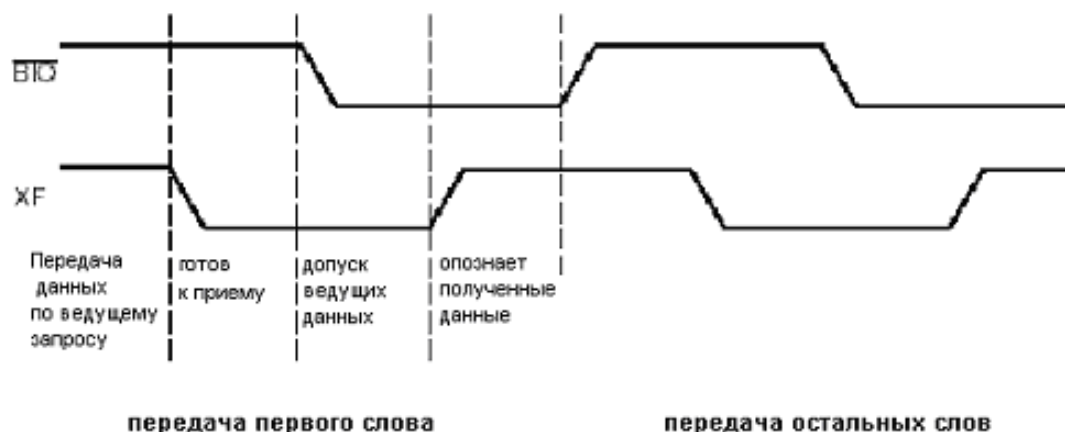 BIO
XF
Передача
данных
по ведущему
запросу
готов
к приему
допуск
ведущих
данных
опознает
полученные
данные
передача первого слова
передача остальных слов